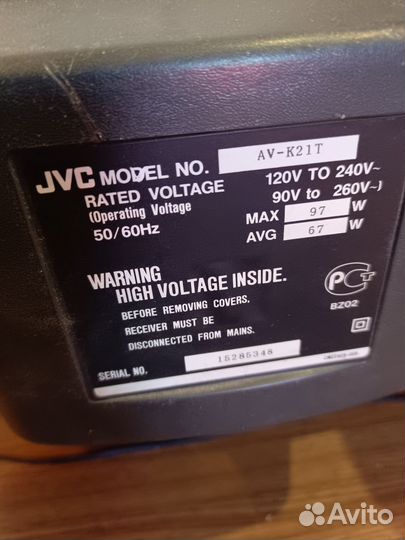 JVC MODEL NO. AV-K21T
RATED VOLTAGE 120V TO 240V~
(Operating Voltage 90V to 260V~)
50/60Hz MAX 97 W
AVG 67 W
WARNING
HIGH VOLTAGE INSIDE.
BEFORE REMOVING COVERS.
RECEIVER MUST BE
DISCONNECTED FROM MAINS.
PCT
BZ02
SERIAL NO. 15285348
Avito